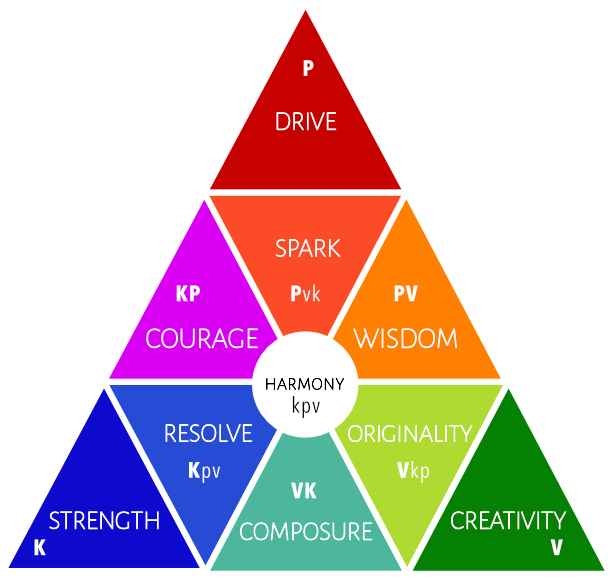 P
DRIVE
SPARK
Pvk
KP
COURAGE
PV
WISDOM
HARMONY
kpv
RESOLVE
Kpv
ORIGINALITY
Vkp
STRENGTH
K
VK
COMPOSURE
CREATIVITY
V